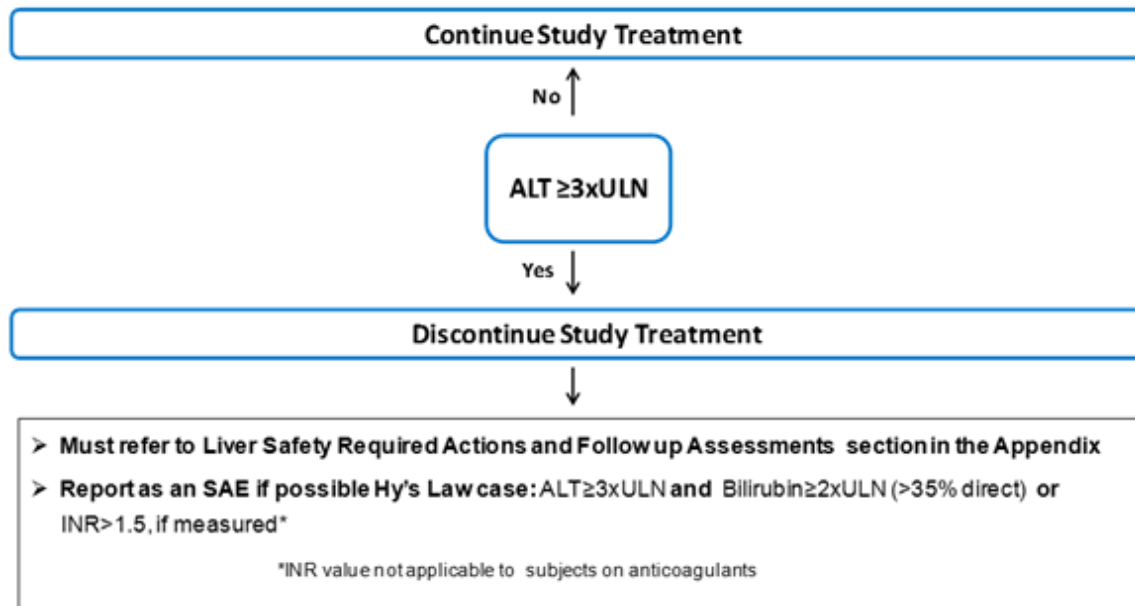 Continue Study Treatment
No
ALT ≥3xULN
Yes
Discontinue Study Treatment
➢ Must refer to Liver Safety Required Actions and Follow up Assessments section in the Appendix
➢ Report as an SAE if possible Hy's Law case: ALT≥3xULN and Bilirubin≥2xULN (>35% direct) or
INR>1.5, if measured*
*INR value not applicable to subjects on anticoagulants